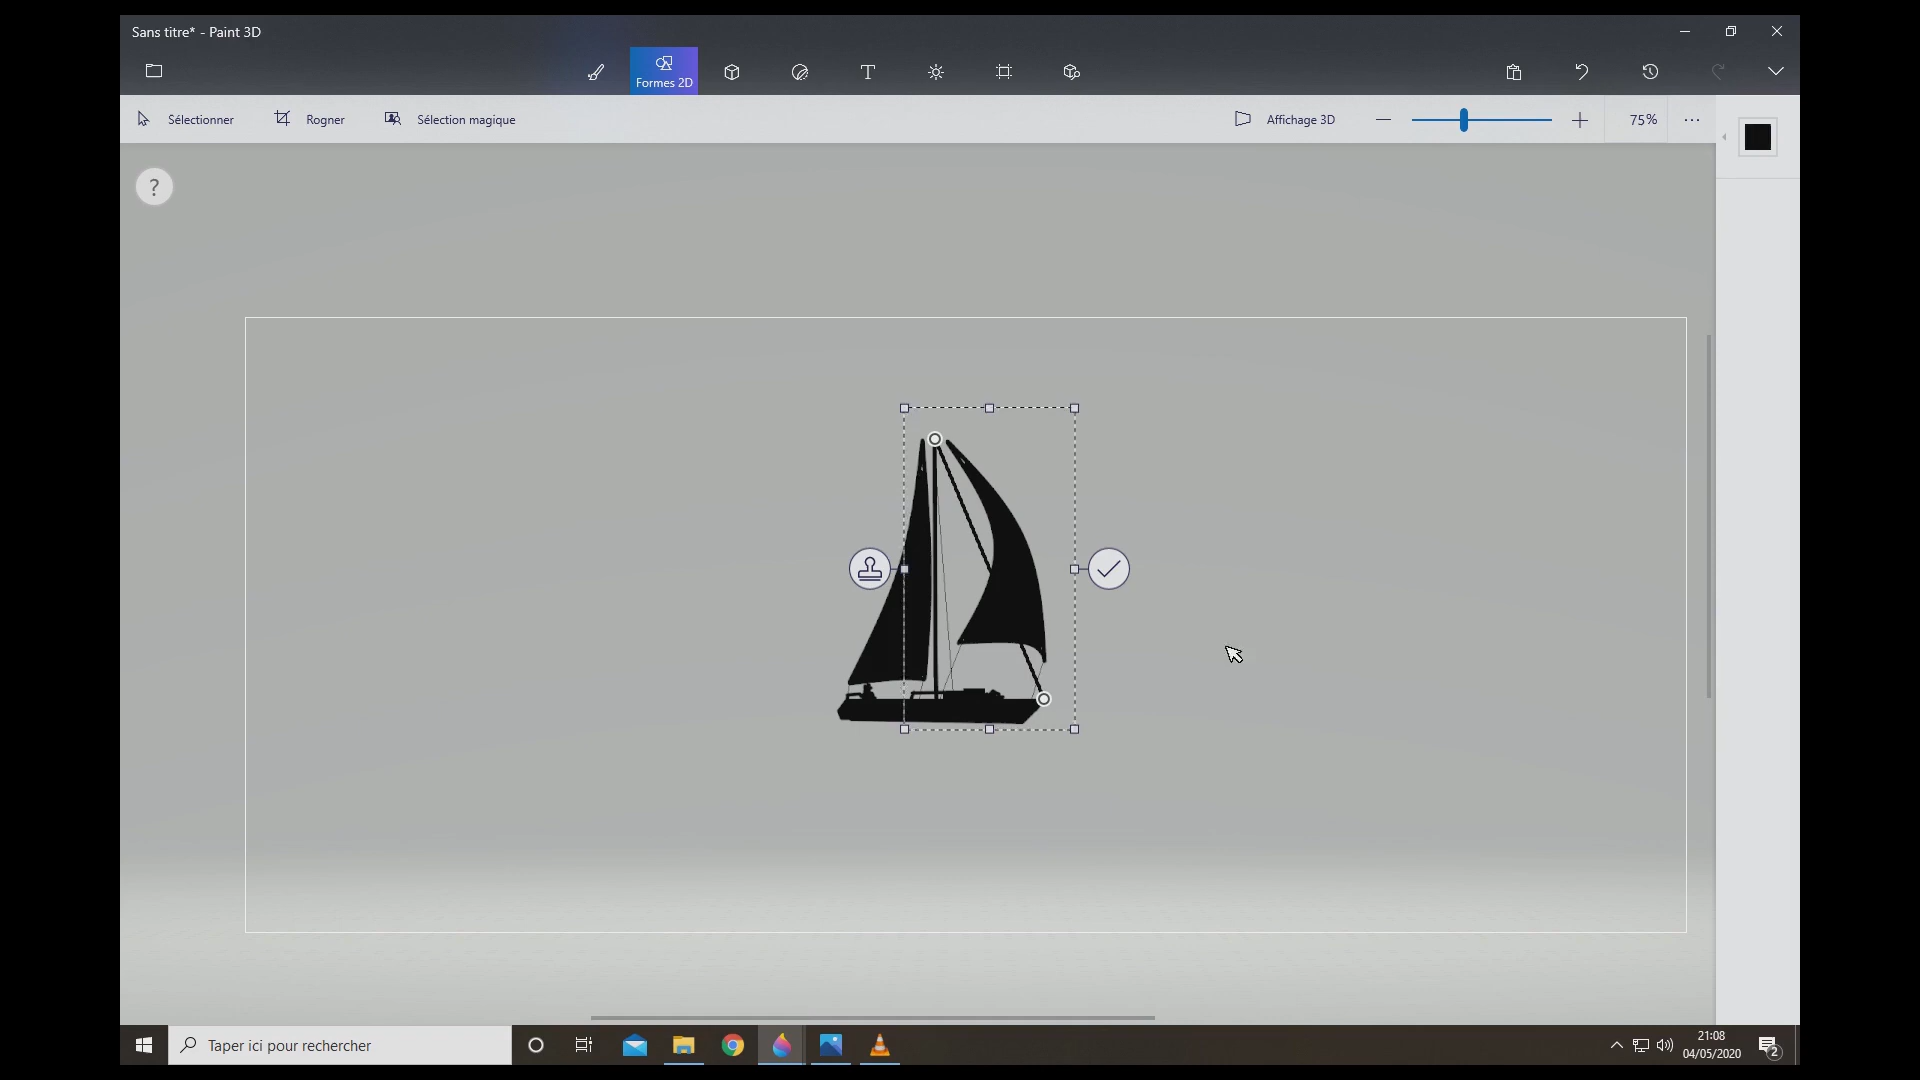 Sans titre* - Paint 3D
Formes 2D
Sélectionner
Rogner
Sélection magique
Affichage 3D
75%
?
Taper ici pour rechercher
21:08
04/05/2020
2